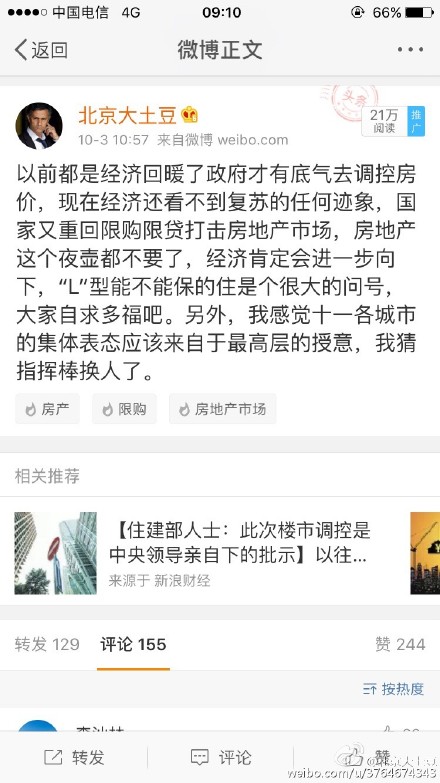 中国电信 4G 09:10 66%
返回 微博正文
北京大土豆
头条
21万
阅读
推广
10-3 10:57 来自微博 weibo.com
以前都是经济回暖了政府才有底气去调控房
价，现在经济还看不到复苏的任何迹象，国
家又重回限购限贷打击房地产市场，房地产
这个夜壶都不要了，经济肯定会进一步向
下，“L”型能不能保的住是个很大的问号，
大家自求多福吧。另外，我感觉十一各城市
的集体表态应该来自于最高层的授意，我猜
指挥棒换人了。
房产 限购 房地产市场
相关推荐
【住建部人士：此次楼市调控是
中央领导亲自下的批示】以往...
来源于 新浪财经
转发 129 评论 155 赞 244
按热度
转发 评论 赞
@北京大土豆
weibo.com/u/3764674343